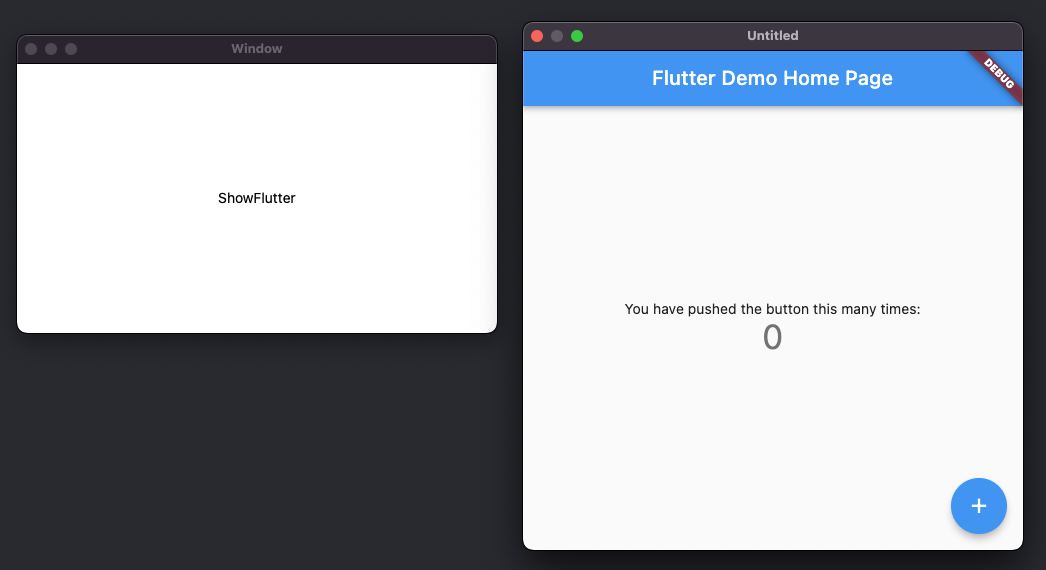 Window
ShowFlutter
Untitled
Flutter Demo Home Page
DEBUG
You have pushed the button this many times:
0
+